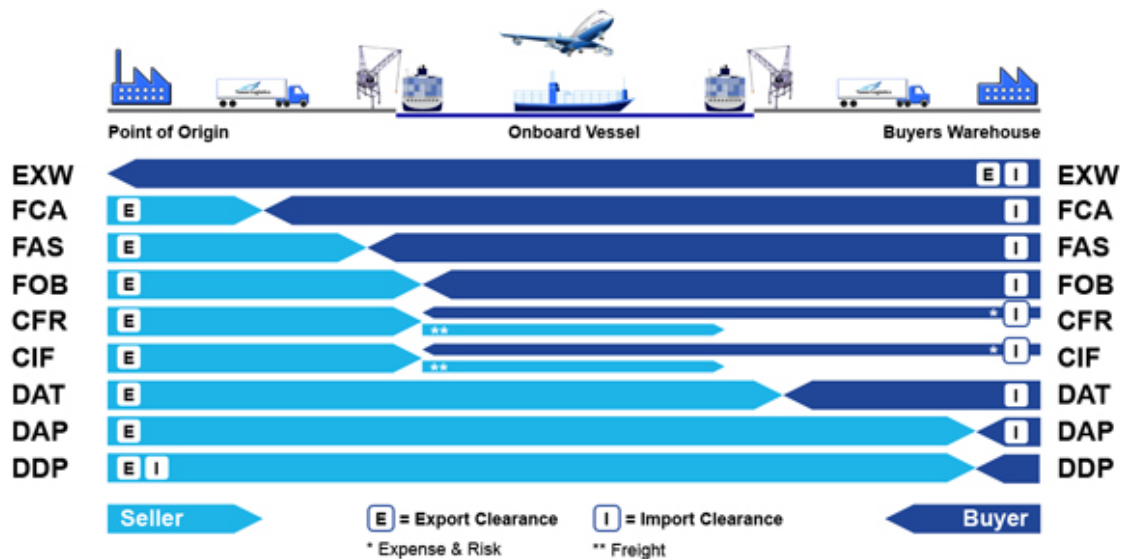 Point of Origin Onboard Vessel Buyers Warehouse
EXW E I EXW
FCA E I FCA
FAS E I FAS
FOB E I FOB
CFR E * I CFR
**
CIF E * I CIF
**
DAT E I DAT
DAP E I DAP
DDP E I DDP
Seller E = Export Clearance I = Import Clearance Buyer
* Expense & Risk ** Freight